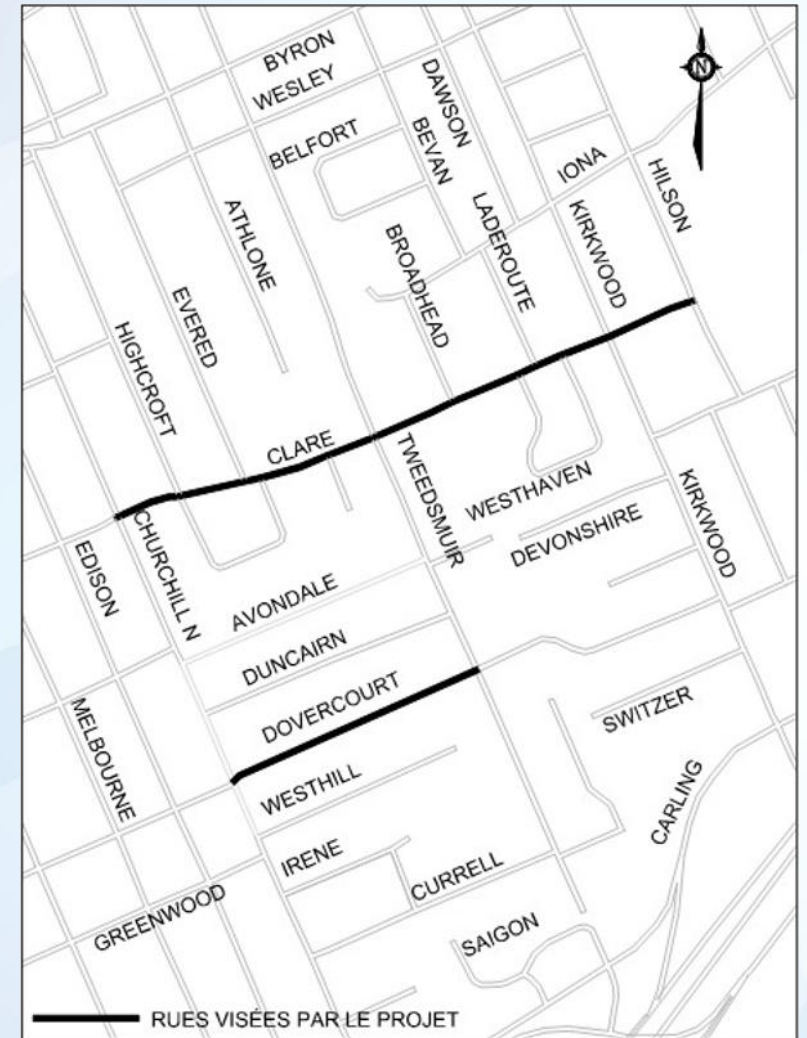 BYRON
WESLEY
DAWSON
N
BELFORT
BEVAN
IONA
HILSON
ATHLONE
LADEROUTE
KIRKWOOD
BROADHEAD
EVERED
HIGHCROFT
CLARE
TWEEDSMUIR
WESTHAVEN
KIRKWOOD
DEVONSHIRE
CHURCHILL N
EDISON
AVONDALE
DUNCAIRN
DOVERCOURT
SWITZER
MELBOURNE
WESTHILL
CARLING
IRENE
CURRELL
GREENWOOD
SAIGON
RUES VISÉES PAR LE PROJET